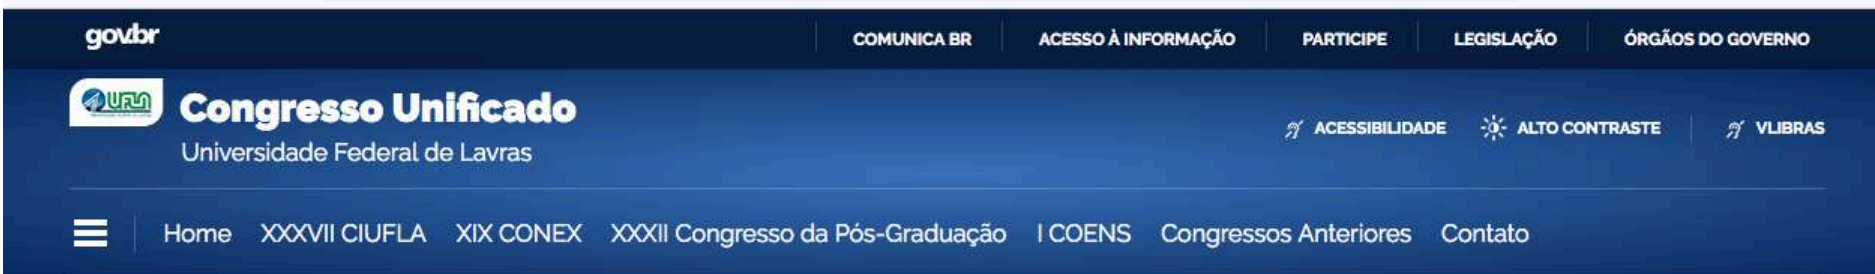 gov.br COMUNICA BR ACESSO À INFORMAÇÃO PARTICIPE LEGISLAÇÃO ÓRGÃOS DO GOVERNO
UFLA Congresso Unificado
Universidade Federal de Lavras
ACESSIBILIDADE ALTO CONTRASTE VLIBRAS
Home XXXVII CIUFLA XIX CONEX XXXII Congresso da Pós-Graduação I COENS Congressos Anteriores Contato